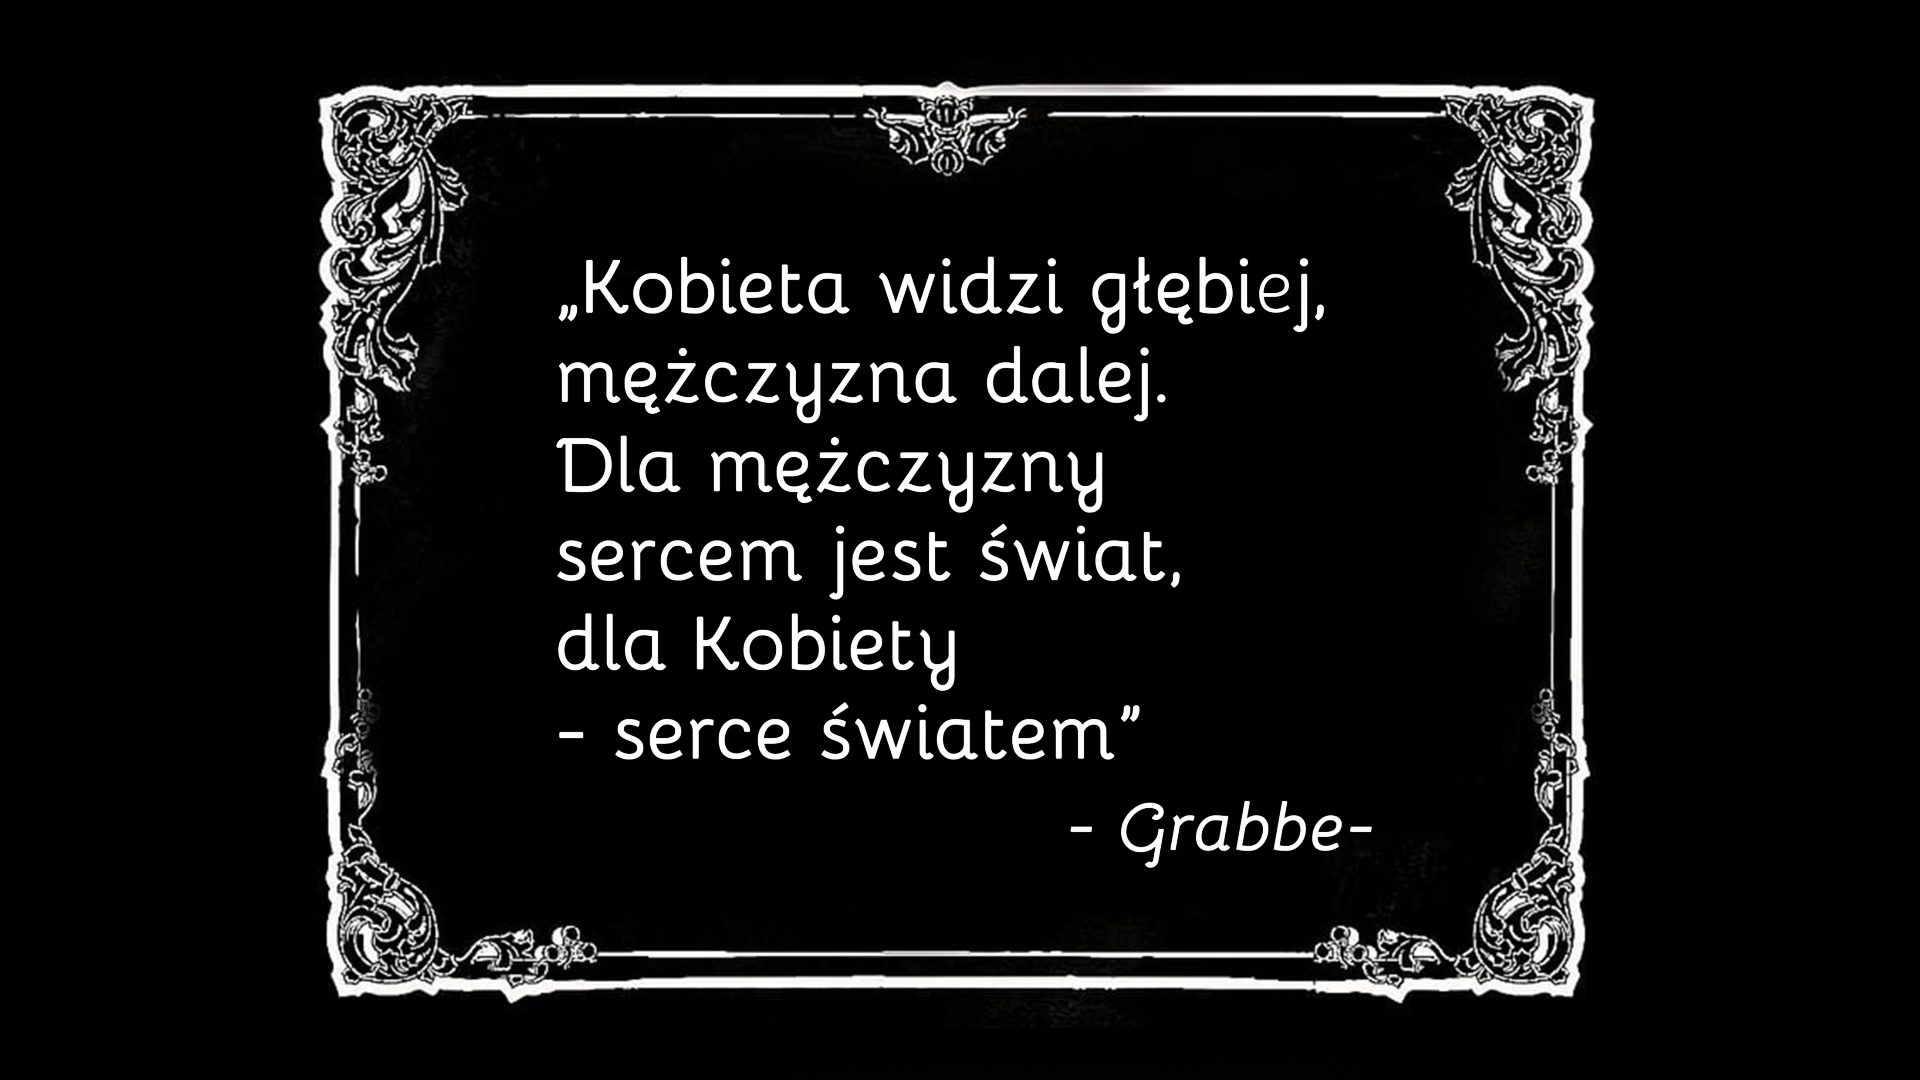 „Kobieta widzi głębiej,
mężczyzna dalej.
Dla mężczyzny
sercem jest świat,
dla Kobiety
- serce światem”
- Grabbe-